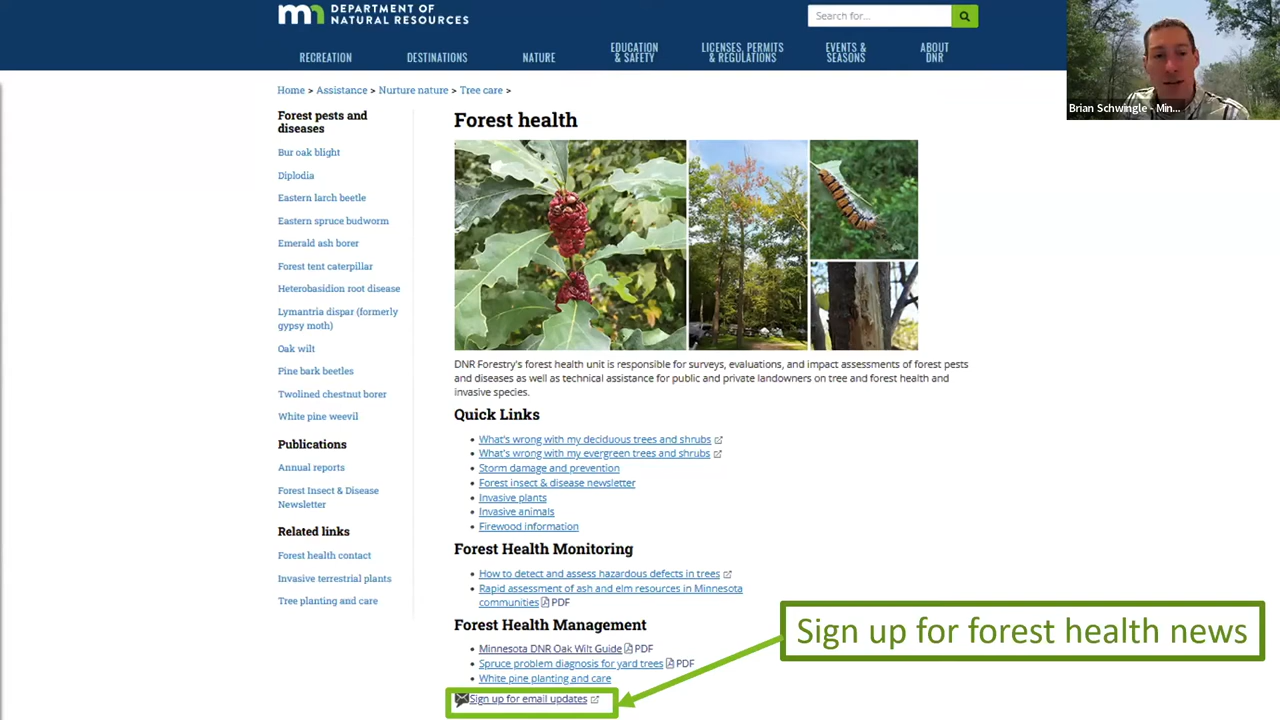 mn DEPARTMENT OF
NATURAL RESOURCES
Search for...
RECREATION
DESTINATIONS
NATURE
EDUCATION
& SAFETY
LICENSES, PERMITS
& REGULATIONS
EVENTS &
SEASONS
ABOUT
DNR
Brian Schwingle - Min...
Home > Assistance > Nurture nature > Tree care >
Forest pests and
diseases
Bur oak blight
Diplodia
Eastern larch beetle
Eastern spruce budworm
Emerald ash borer
Forest tent caterpillar
Heterobasidion root disease
Lymantria dispar (formerly
gypsy moth)
Oak wilt
Pine bark beetles
Twolined chestnut borer
White pine weevil
Publications
Annual reports
Forest Insect & Disease
Newsletter
Related links
Forest health contact
Invasive terrestrial plants
Tree planting and care
Forest health
DNR Forestry's forest health unit is responsible for surveys, evaluations, and impact assessments of forest pests
and diseases as well as technical assistance for public and private landowners on tree and forest health and
invasive species.
Quick Links
• What's wrong with my deciduous trees and shrubs
• What's wrong with my evergreen trees and shrubs
• Storm damage and prevention
• Forest insect & disease newsletter
• Invasive plants
• Invasive animals
• Firewood information
Forest Health Monitoring
• How to detect and assess hazardous defects in trees
• Rapid assessment of ash and elm resources in Minnesota
communities PDF
Forest Health Management
• Minnesota DNR Oak Wilt Guide PDF
• Spruce problem diagnosis for yard trees PDF
• White pine planting and care
Sign up for email updates
Sign up for forest health news